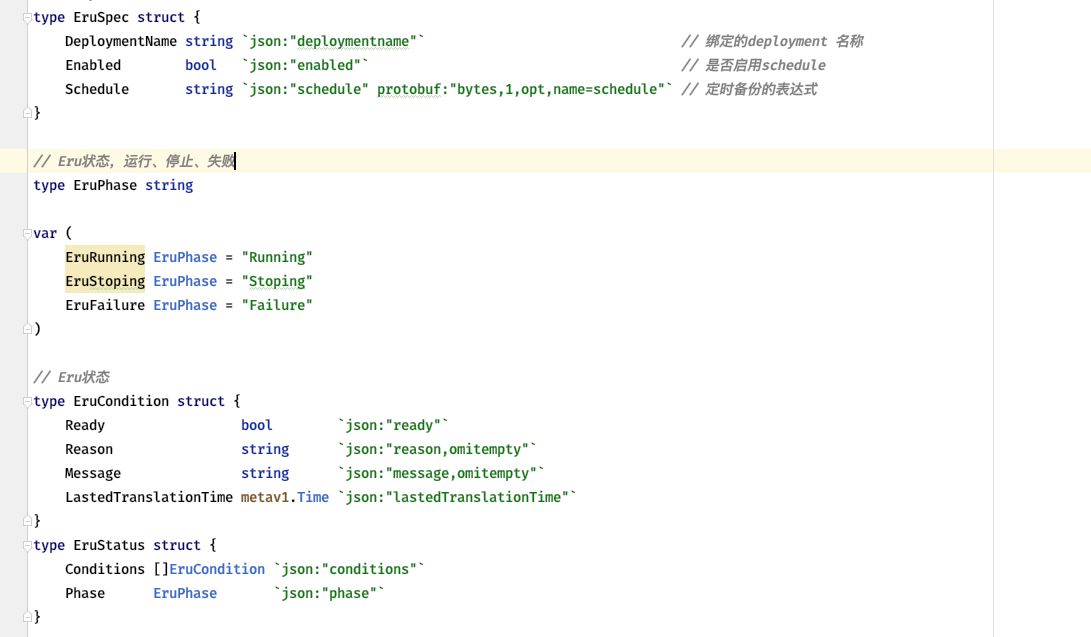 type EruSpec struct {
    DeploymentName string `json:"deploymentname"`                                // 绑定的deployment 名称
    Enabled        bool   `json:"enabled"`                                       // 是否启用schedule
    Schedule       string `json:"schedule" protobuf:"bytes,1,opt,name=schedule"` // 定时备份的表达式
}
// Eru状态，运行、停止、失败
type EruPhase string
var (
    EruRunning EruPhase = "Running"
    EruStoping EruPhase = "Stoping"
    EruFailure EruPhase = "Failure"
)
// Eru状态
type EruCondition struct {
    Ready                bool        `json:"ready"`
    Reason               string      `json:"reason,omitempty"`
    Message              string      `json:"message,omitempty"`
    LastedTranslationTime metav1.Time `json:"lastedTranslationTime"`
}
type EruStatus struct {
    Conditions []EruCondition `json:"conditions"`
    Phase      EruPhase       `json:"phase"`
}